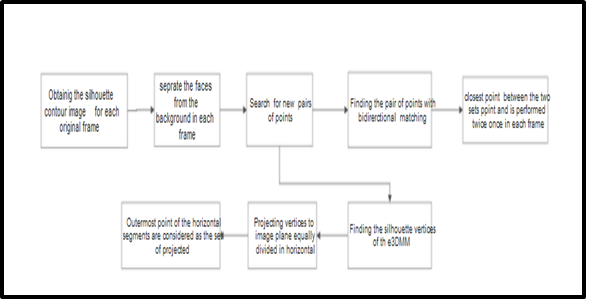 Obtainig the silhouette
contour image for each
original frame
seprate the faces
from the
background in each
frame
Search for new pairs
of points
Finding the pair of points with
bidirerctional matching
closest point between the two
sets ppint and is performed
twice once in each frame
Outermost point of the horizontal
segments are considered as the set
of projected
Projecting vertices to
image plane equally
divided in horizontal
Finding the silhouette vertices
of th e3DMM